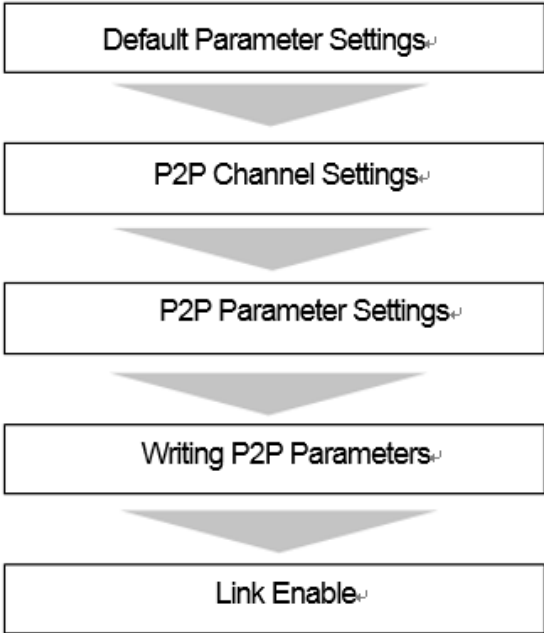 Default Parameter Settings↵
P2P Channel Settings↵
P2P Parameter Settings↵
Writing P2P Parameters↵
Link Enable↵